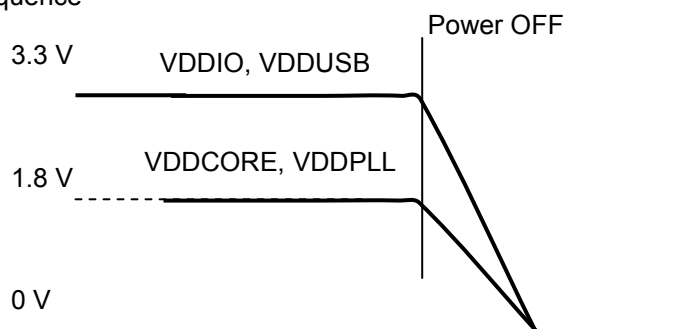 Power OFF
3.3 V
VDDIO, VDDUSB
VDDCORE, VDDPLL
1.8 V
0 V